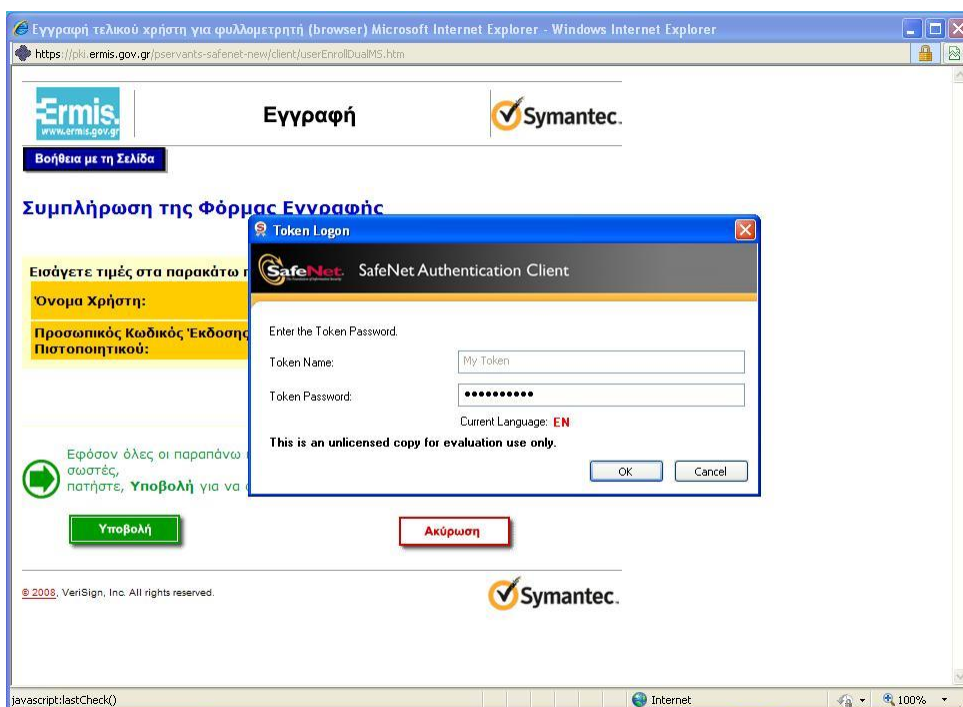 Εγγραφή τελικού χρήστη για φυλλομετρητή (browser) Microsoft Internet Explorer - Windows Internet Explorer
https://pki.ermis.gov.gr/pservants-safenet-new/client/userEnrollDualMS.htm
Ermis.
www.ermis.gov.gr
Εγγραφή
Symantec.
Βοήθεια με τη Σελίδα
Συμπλήρωση της Φόρμας Εγγραφής
Token Logon
SafeNet.
SafeNet Authentication Client
Εισάγετε τιμές στα παρακάτω
Όνομα Χρήστη:
Προσωπικός Κωδικός Έκδοσης
Πιστοποιητικού:
Enter the Token Password.
Token Name:
My Token
Token Password:
●●●●●●●●●●
Current Language: EN
This is an unlicensed copy for evaluation use only.
OK
Cancel
Εφόσον όλες οι παραπάνω
σωστές,
πατήστε, Υποβολή για να
Υποβολή
Ακύρωση
© 2008, VeriSign, Inc. All rights reserved.
Symantec.
javascript:lastCheck()
Internet
100%